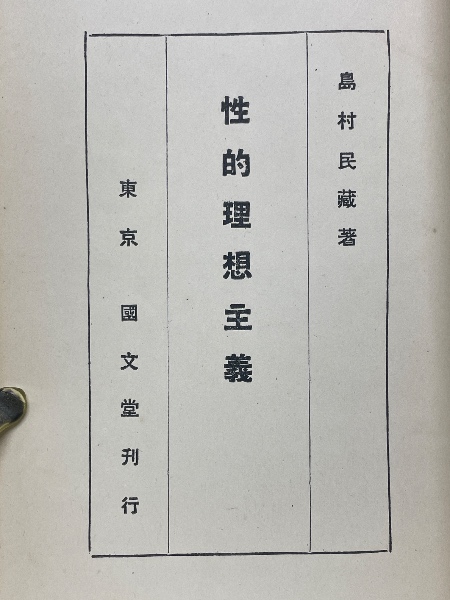 島村民藏著
性的理想主義
東京 國文堂刊行